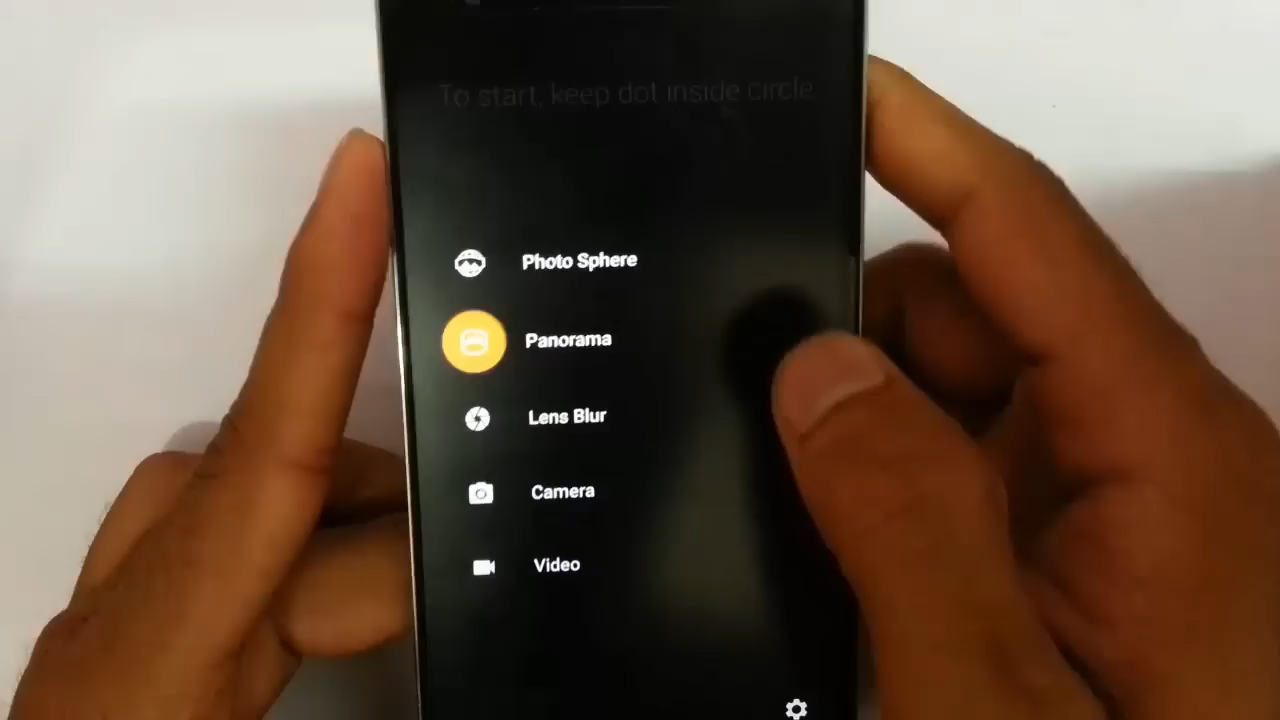 To start, keep dot inside circle
Photo Sphere
Panorama
Lens Blur
Camera
Video